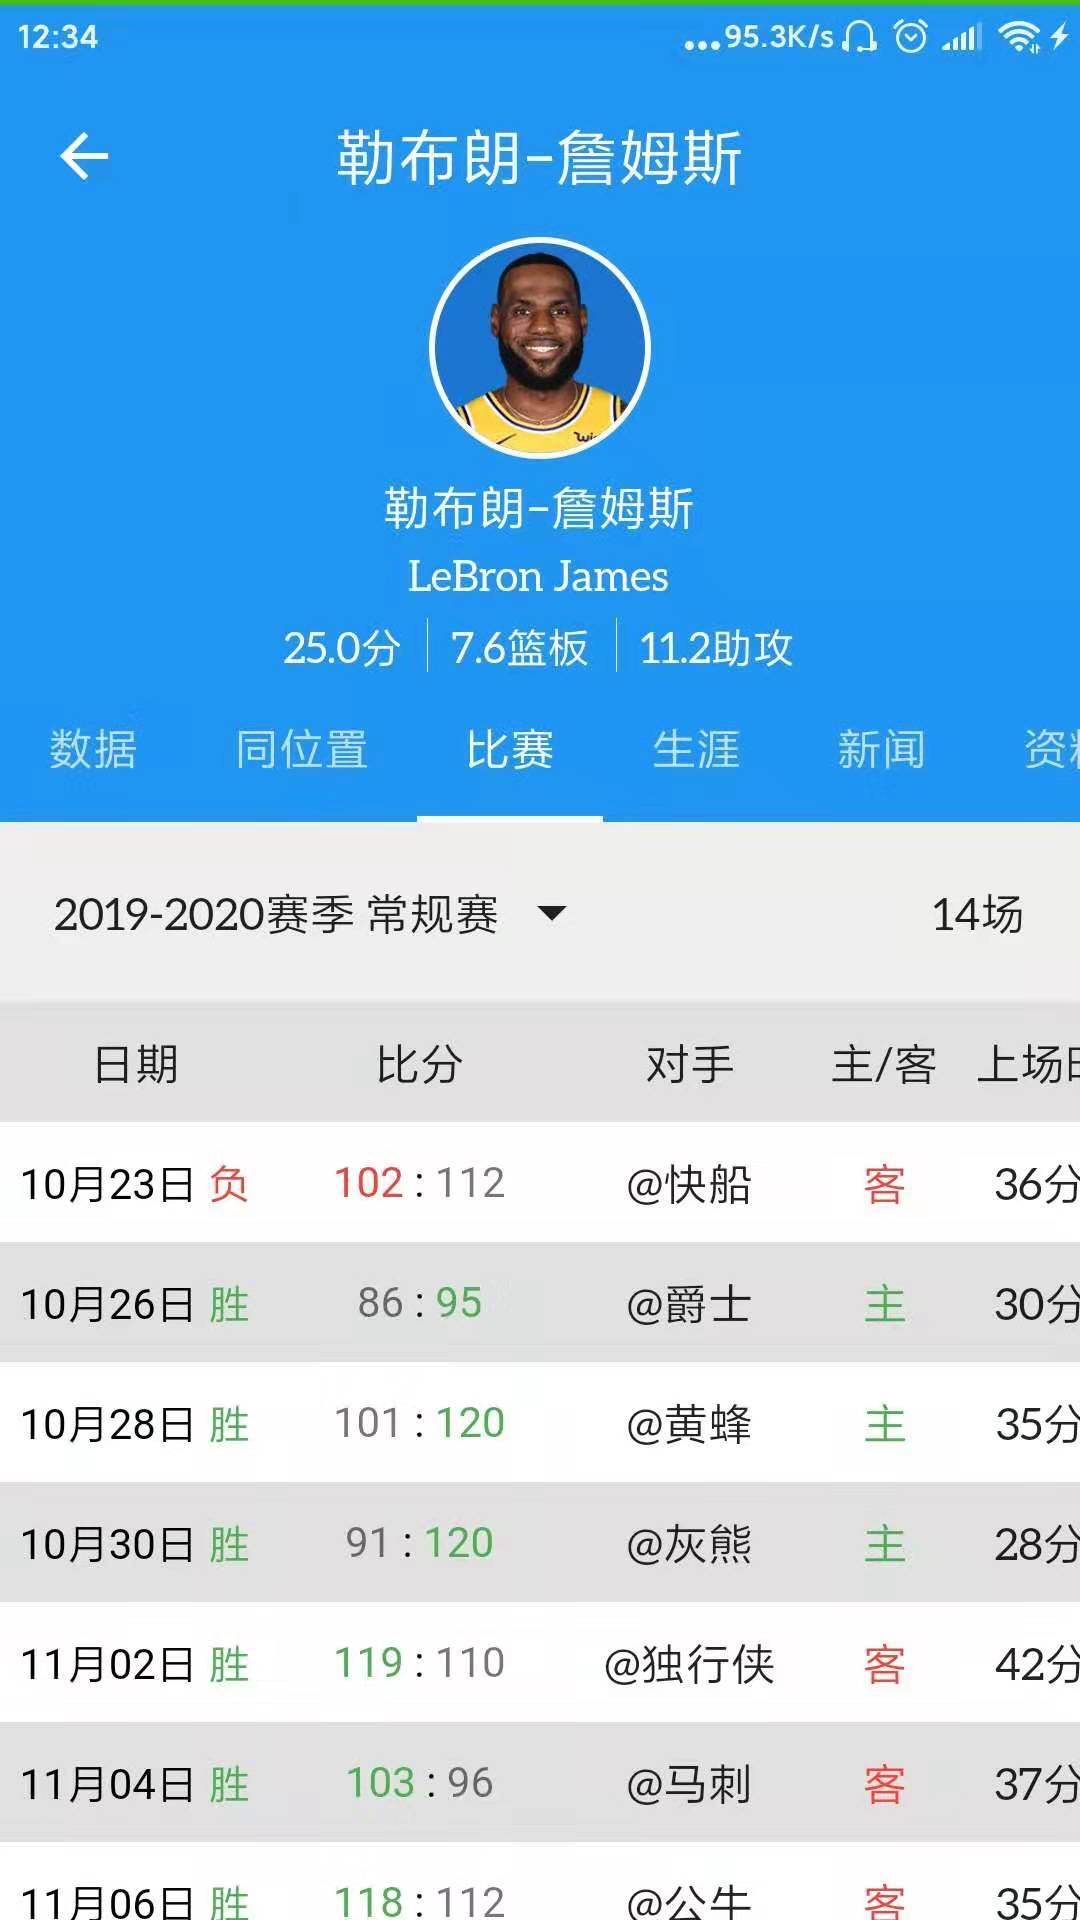 12:34 ...95.3K/s
勒布朗-詹姆斯
勒布朗-詹姆斯
LeBron James
25.0分 7.6篮板 11.2助攻
数据 同位置 比赛 生涯 新闻 资料
2019-2020赛季 常规赛 14场
日期 比分 对手 主/客 上场时
10月23日 负 102 : 112 @快船 客 36分
10月26日 胜 86 : 95 @爵士 主 30分
10月28日 胜 101 : 120 @黄蜂 主 35分
10月30日 胜 91 : 120 @灰熊 主 28分
11月02日 胜 119 : 110 @独行侠 客 42分
11月04日 胜 103 : 96 @马刺 客 37分
11月06日 胜 118 : 112 @公牛 客 35分